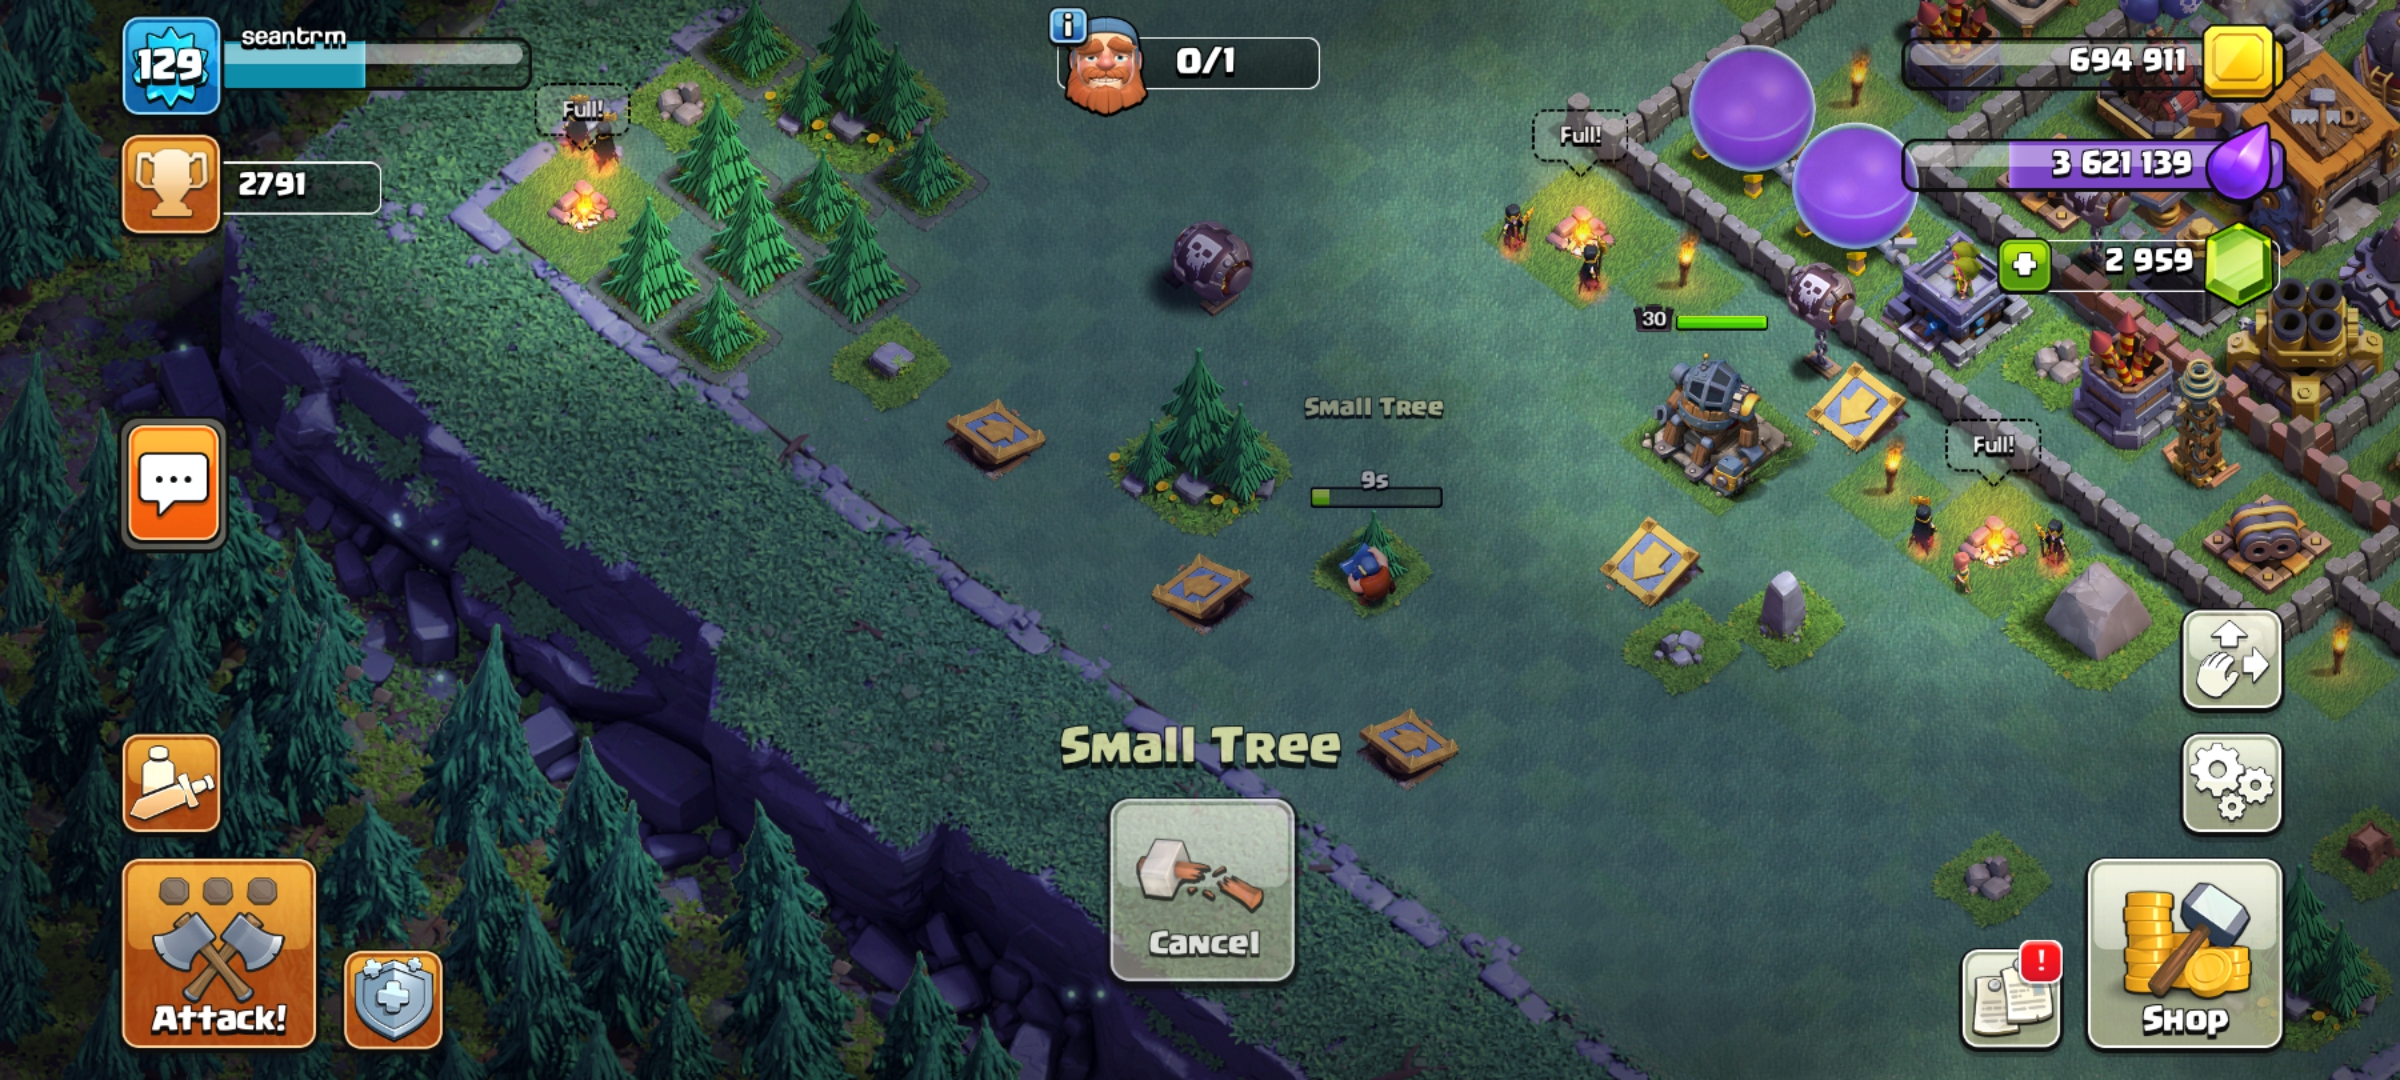 129
seantrm
0/1
694 911
Full!
Full!
3 621 139
2791
2 959
30
Small Tree
Full!
9s
Small Tree
Cancel
!
Attack!
Shop